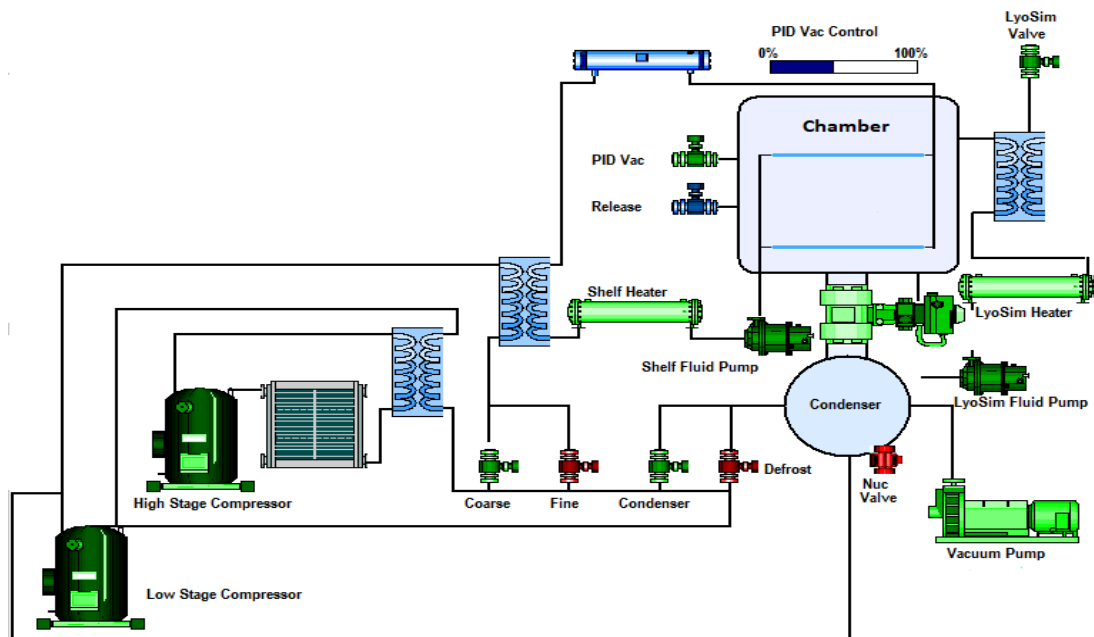 LyoSim
Valve
PID Vac Control
0%
100%
Chamber
PID Vac
Release
Shelf Heater
LyoSim Heater
Shelf Fluid Pump
Condenser
LyoSim Fluid Pump
Defrost
Nuc
Valve
High Stage Compressor
Coarse
Fine
Condenser
Vacuum Pump
Low Stage Compressor